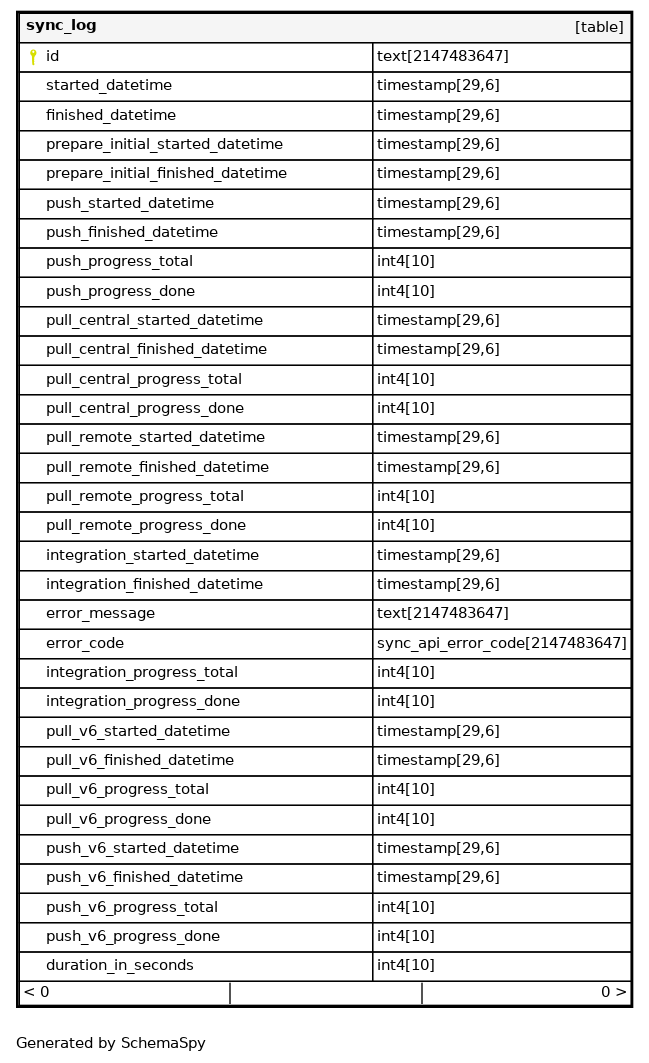 sync_log [table]
id text[2147483647]
started_datetime timestamp[29,6]
finished_datetime timestamp[29,6]
prepare_initial_started_datetime timestamp[29,6]
prepare_initial_finished_datetime timestamp[29,6]
push_started_datetime timestamp[29,6]
push_finished_datetime timestamp[29,6]
push_progress_total int4[10]
push_progress_done int4[10]
pull_central_started_datetime timestamp[29,6]
pull_central_finished_datetime timestamp[29,6]
pull_central_progress_total int4[10]
pull_central_progress_done int4[10]
pull_remote_started_datetime timestamp[29,6]
pull_remote_finished_datetime timestamp[29,6]
pull_remote_progress_total int4[10]
pull_remote_progress_done int4[10]
integration_started_datetime timestamp[29,6]
integration_finished_datetime timestamp[29,6]
error_message text[2147483647]
error_code sync_api_error_code[2147483647]
integration_progress_total int4[10]
integration_progress_done int4[10]
pull_v6_started_datetime timestamp[29,6]
pull_v6_finished_datetime timestamp[29,6]
pull_v6_progress_total int4[10]
pull_v6_progress_done int4[10]
push_v6_started_datetime timestamp[29,6]
push_v6_finished_datetime timestamp[29,6]
push_v6_progress_total int4[10]
push_v6_progress_done int4[10]
duration_in_seconds int4[10]
< 0 0 >
Generated by SchemaSpy